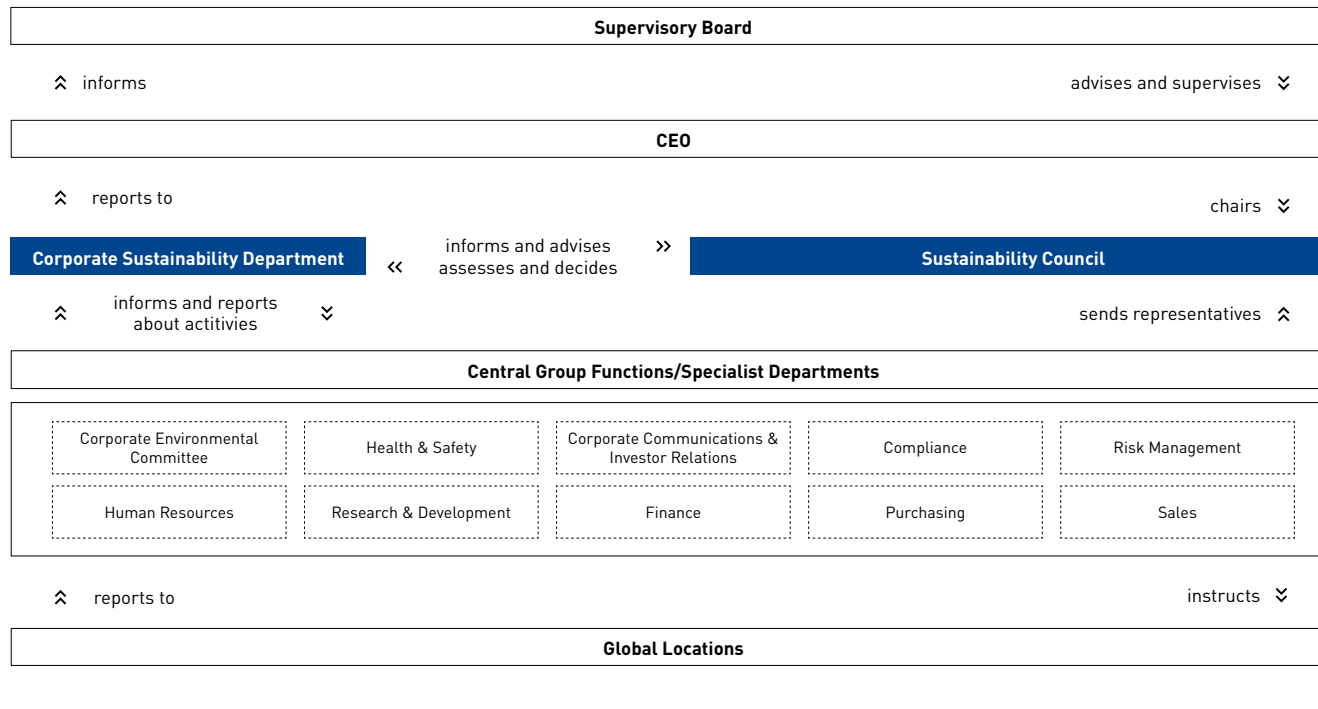 Supervisory Board
informs
advises and supervises
CEO
reports to
chairs
Corporate Sustainability Department
informs and advises
assesses and decides
Sustainability Council
informs and reports
about actitivies
sends representatives
Central Group Functions/Specialist Departments
Corporate Environmental
Committee
Health & Safety
Corporate Communications &
Investor Relations
Compliance
Risk Management
Human Resources
Research & Development
Finance
Purchasing
Sales
reports to
instructs
Global Locations